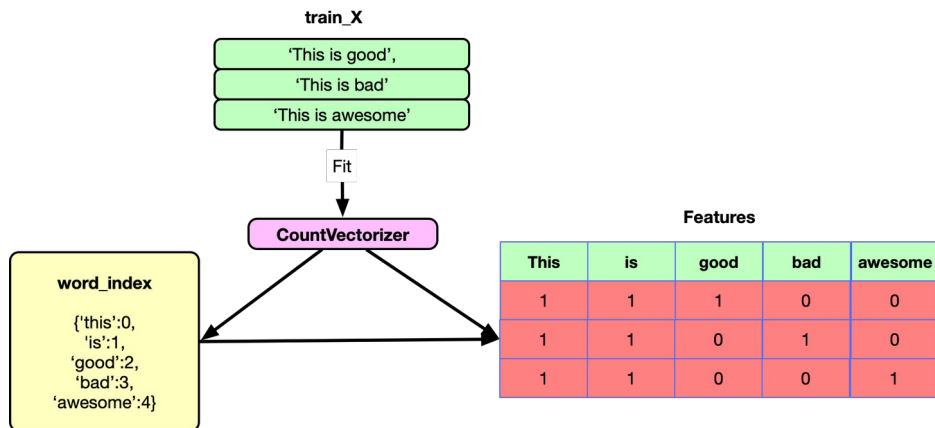 train_X
‘This is good’,
‘This is bad’
‘This is awesome’
Fit
CountVectorizer
word_index
{'this':0,
'is':1,
‘good’:2,
‘bad’:3,
‘awesome’:4}
Features
This is good bad awesome
1 1 1 0 0
1 1 0 1 0
1 1 0 0 1